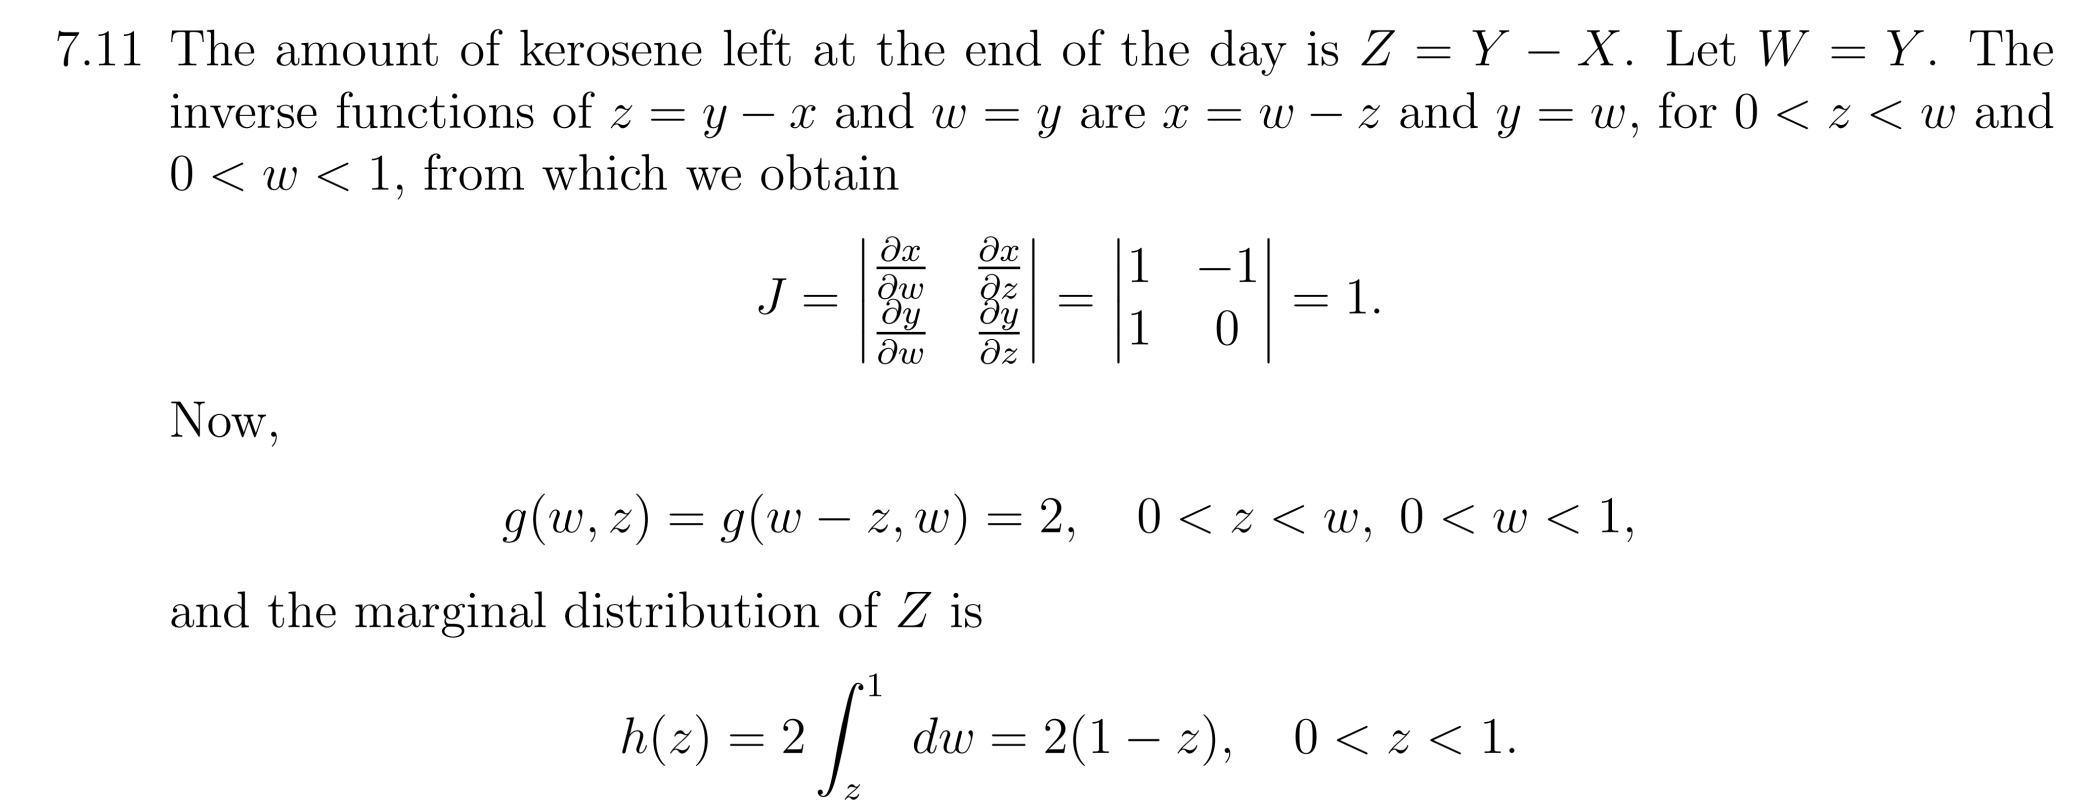 7.11 The amount of kerosene left at the end of the day is Z = Y − X. Let W = Y. The
inverse functions of z = y − x and w = y are x = w − z and y = w, for 0 < z < w and
0 < w < 1, from which we obtain
J = | ∂x/∂w ∂x/∂z ; ∂y/∂w ∂y/∂z | = | 1 −1 ; 1 0 | = 1.
Now,
g(w, z) = g(w − z, w) = 2, 0 < z < w, 0 < w < 1,
and the marginal distribution of Z is
h(z) = 2 ∫_z^1 dw = 2(1 − z), 0 < z < 1.